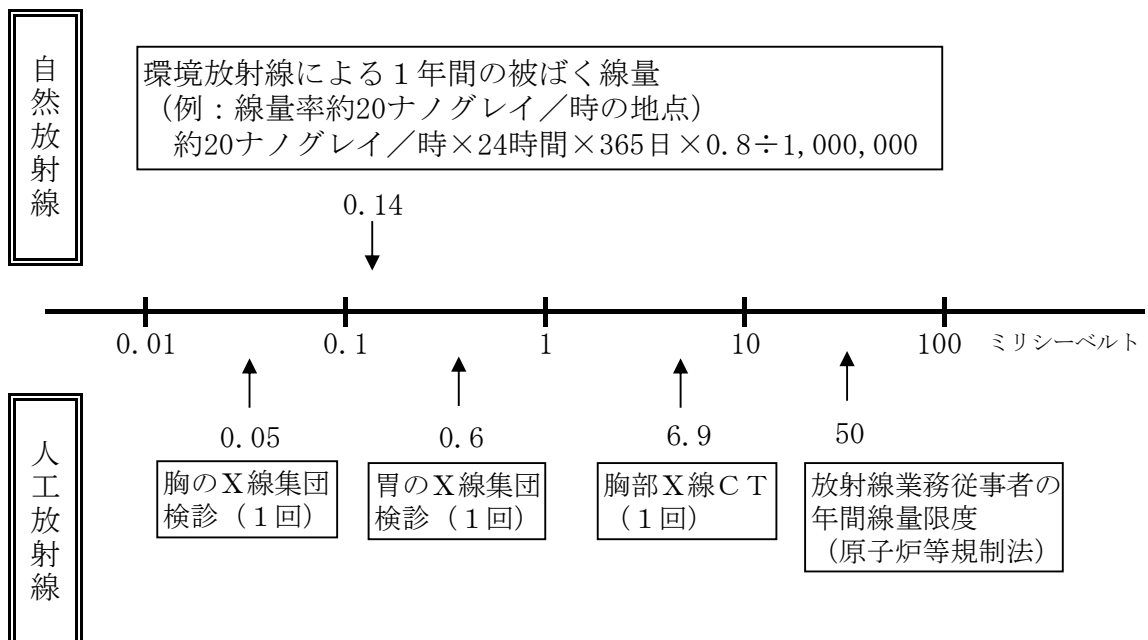 自然放射線
環境放射線による１年間の被ばく線量
（例：線量率約20ナノグレイ／時の地点）
約20ナノグレイ／時×24時間×365日×0.8÷1,000,000
0.14
0.01 0.1 1 10 100 ミリシーベルト
人工放射線
0.05 0.6 6.9 50
胸のＸ線集団
検診（１回）
胃のＸ線集団
検診（１回）
胸部Ｘ線ＣＴ
（１回）
放射線業務従事者の
年間線量限度
（原子炉等規制法）